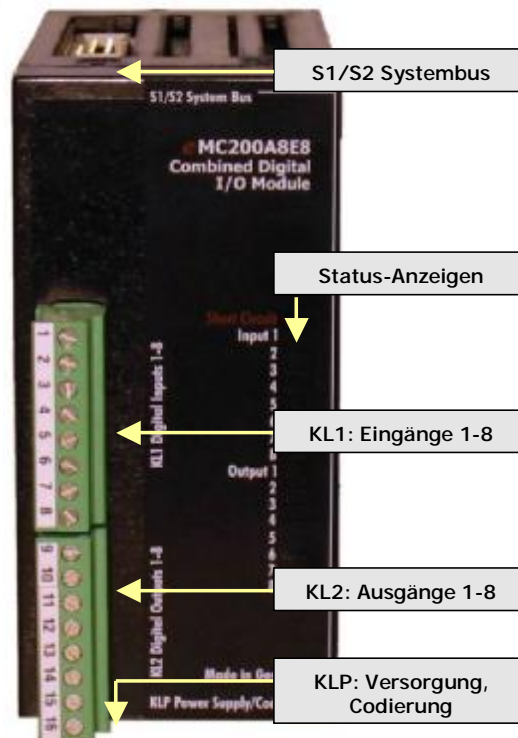 S1/S2 Systembus
S1/S2 System Bus
MC200A8E8
Combined Digital
I/O Module
Status-Anzeigen
Short Circuit
Input 1
2
3
4
5
KL1: Eingänge 1-8
KL1 Digital Inputs 1-8
1
2
3
4
5
6
7
8
Output 1
2
3
4
5
6
KL2: Ausgänge 1-8
KL2 Digital Outputs 1-8
9
10
11
12
13
14
15
16
Made in
KLP: Versorgung,
Codierung
KLP Power Supply